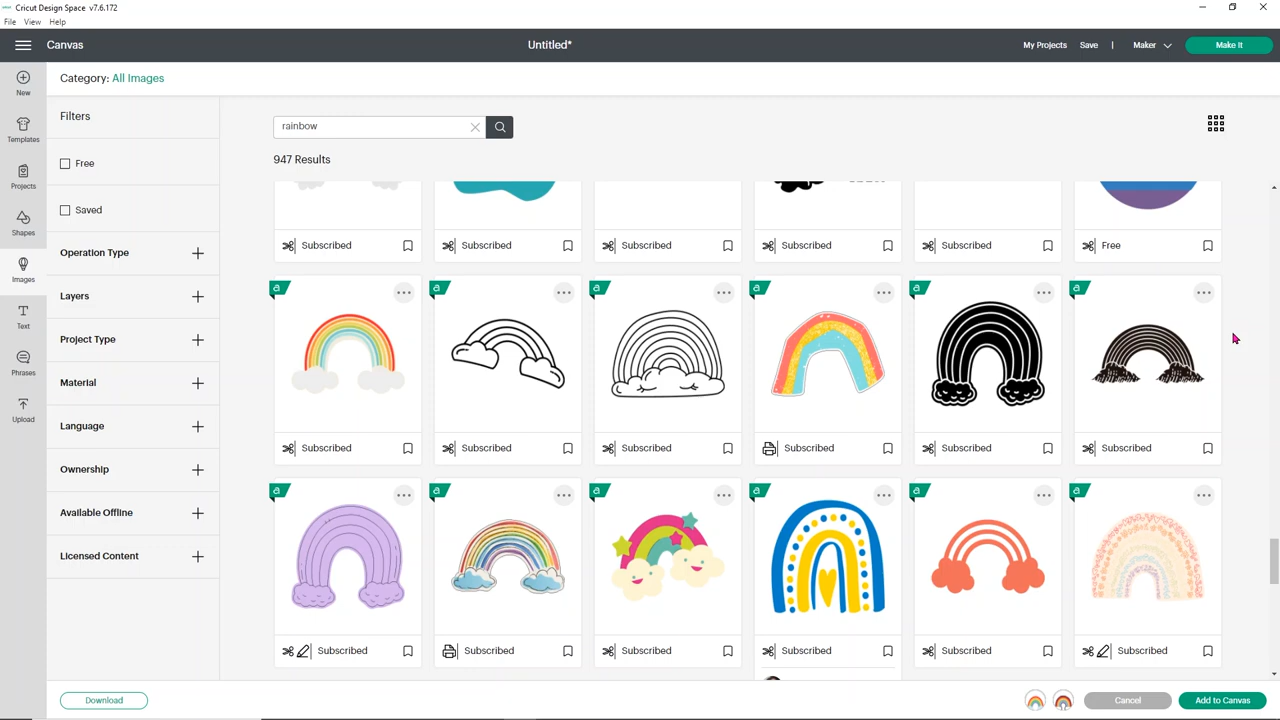 Cricut Design Space v7.6.172
File View Help
Canvas
Untitled*
My Projects Save | Maker Make It
New
Templates
Projects
Shapes
Images
Text
Phrases
Upload
Category: All Images
Filters
Free
Saved
Operation Type
Layers
Project Type
Material
Language
Ownership
Available Offline
Licensed Content
rainbow
947 Results
Subscribed Subscribed Subscribed Subscribed Subscribed Free
a a a a a a
Subscribed Subscribed Subscribed Subscribed Subscribed Subscribed
a a a a a a
Subscribed Subscribed Subscribed Subscribed Subscribed Subscribed
Download
Cancel Add to Canvas